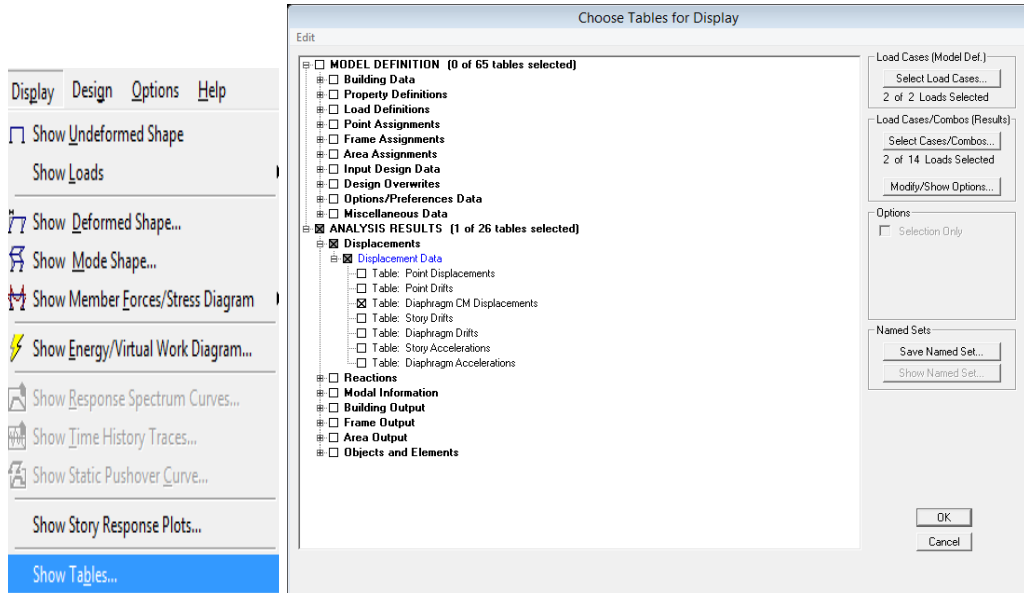 Display Design Options Help
Show Undeformed Shape
Show Loads
Show Deformed Shape...
Show Mode Shape...
Show Member Forces/Stress Diagram
Show Energy/Virtual Work Diagram...
Show Response Spectrum Curves...
Show Time History Traces...
Show Static Pushover Curve...
Show Story Response Plots...
Show Tables...
Choose Tables for Display
Edit
MODEL DEFINITION (0 of 65 tables selected)
Building Data
Property Definitions
Load Definitions
Point Assignments
Frame Assignments
Area Assignments
Input Design Data
Design Overwrites
Options/Preferences Data
Miscellaneous Data
ANALYSIS RESULTS (1 of 26 tables selected)
Displacements
Displacement Data
Table: Point Displacements
Table: Point Drifts
Table: Diaphragm CM Displacements
Table: Story Drifts
Table: Diaphragm Drifts
Table: Story Accelerations
Table: Diaphragm Accelerations
Reactions
Modal Information
Building Output
Frame Output
Area Output
Objects and Elements
Load Cases (Model Def.)
Select Load Cases...
2 of 2 Loads Selected
Load Cases/Combos (Results)
Select Cases/Combos...
2 of 14 Loads Selected
Modify/Show Options...
Options
Selection Only
Named Sets
Save Named Set...
Show Named Set...
OK
Cancel